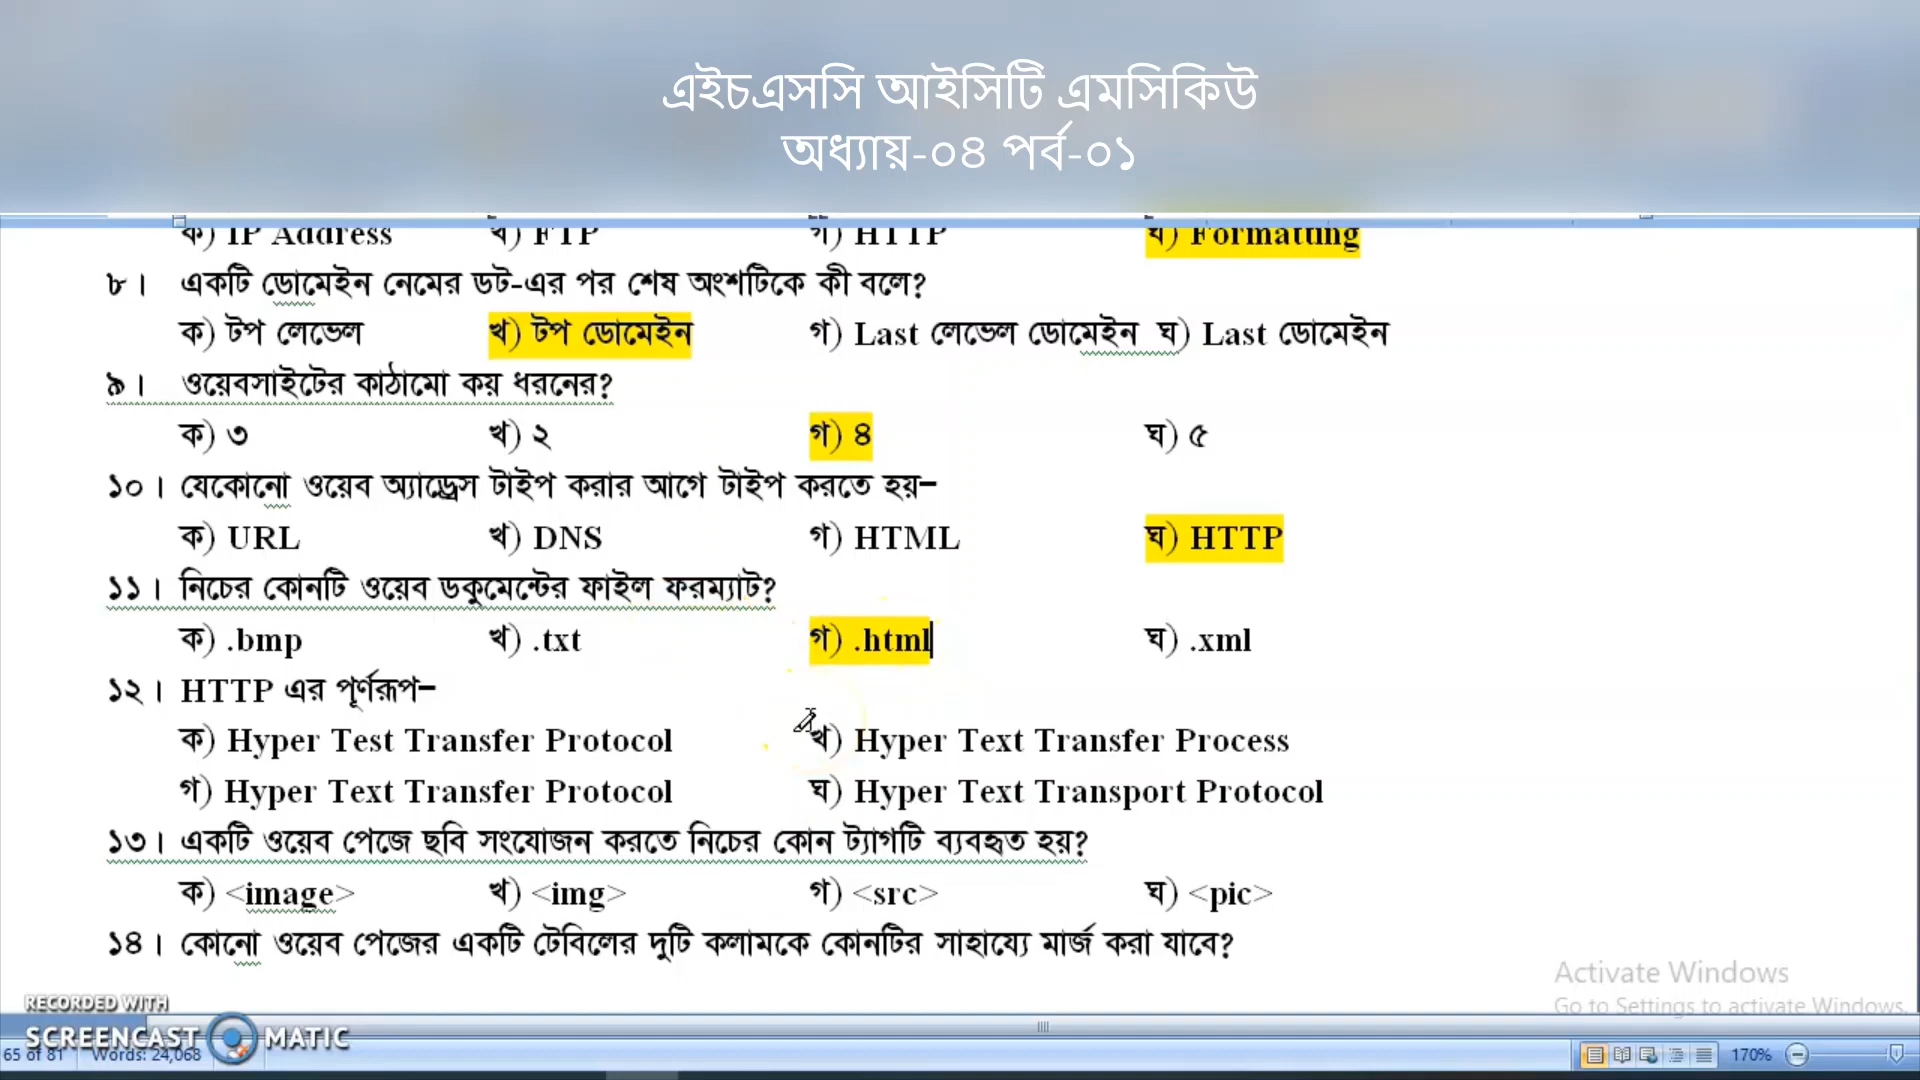 এইচএসসি আইসিটি এমসিকিউ
অধ্যায়-০৪ পর্ব-০১
ক) IP Address খ) FTP গ) HTTP ঘ) Formatting
৮। একটি ডোমেইন নেমের ডট-এর পর শেষ অংশটিকে কী বলে?
ক) টপ লেভেল খ) টপ ডোমেইন গ) Last লেভেল ডোমেইন ঘ) Last ডোমেইন
৯। ওয়েবসাইটের কাঠামো কয় ধরনের?
ক) ৩ খ) ২ গ) ৪ ঘ) ৫
১০। যেকোনো ওয়েব অ্যাড্রেস টাইপ করার আগে টাইপ করতে হয়–
ক) URL খ) DNS গ) HTML ঘ) HTTP
১১। নিচের কোনটি ওয়েব ডকুমেন্টের ফাইল ফরম্যাট?
ক) .bmp খ) .txt গ) .html ঘ) .xml
১২। HTTP এর পূর্ণরূপ–
ক) Hyper Test Transfer Protocol খ) Hyper Text Transfer Process
গ) Hyper Text Transfer Protocol ঘ) Hyper Text Transport Protocol
১৩। একটি ওয়েব পেজে ছবি সংযোজন করতে নিচের কোন ট্যাগটি ব্যবহৃত হয়?
ক) <image> খ) <img> গ) <src> ঘ) <pic>
১৪। কোনো ওয়েব পেজের একটি টেবিলের দুটি কলামকে কোনটির সাহায্যে মার্জ করা যাবে?
Activate Windows
Go to Settings to activate Windows.
RECORDED WITH
SCREENCAST MATIC
65 of 81 Words: 24,068 170%